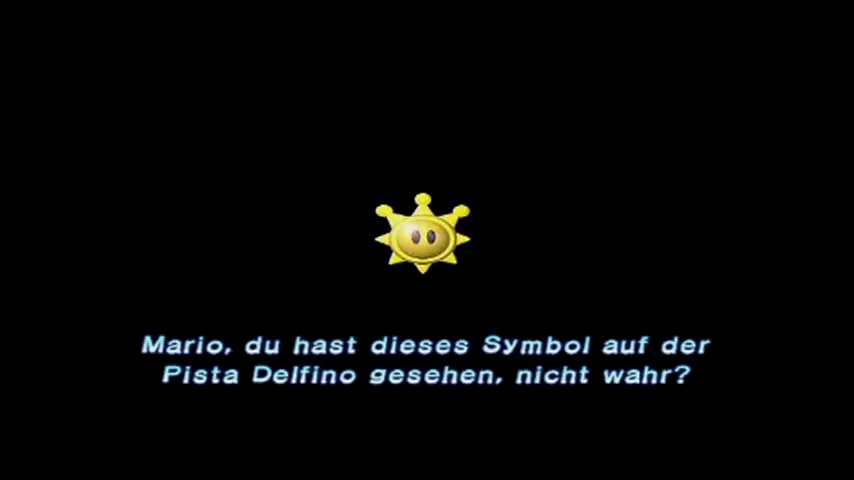 Mario, du hast dieses Symbol auf der
Pista Delfino gesehen, nicht wahr?